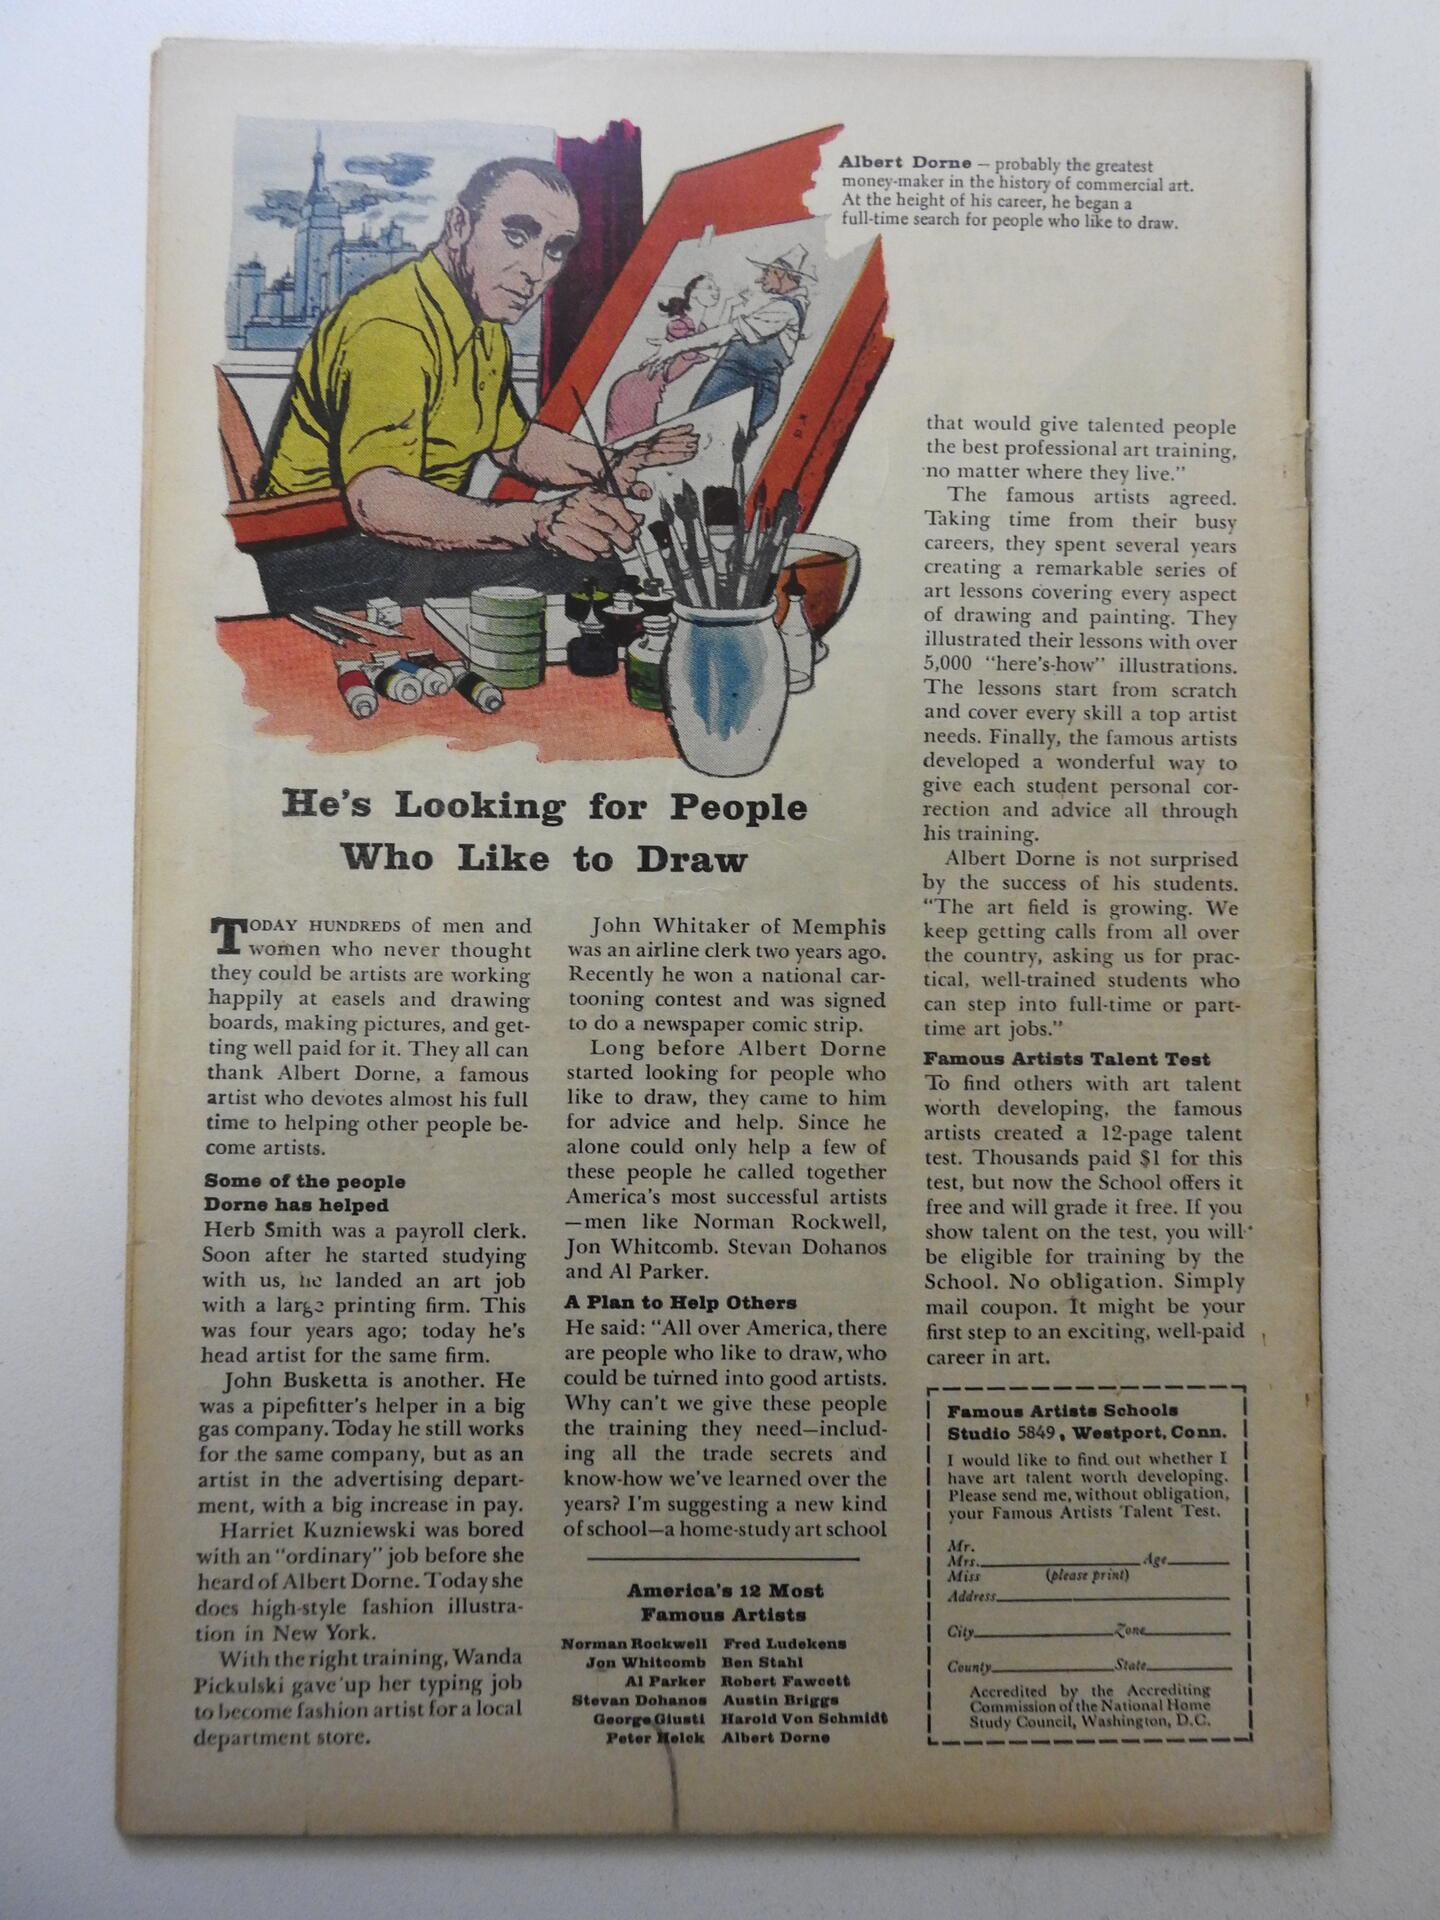 Albert Dorne — probably the greatest
money-maker in the history of commercial art.
At the height of his career, he began a
full-time search for people who like to draw.
He's Looking for People
Who Like to Draw
TODAY HUNDREDS of men and
women who never thought
they could be artists are working
happily at easels and drawing
boards, making pictures, and get-
ting well paid for it. They all can
thank Albert Dorne, a famous
artist who devotes almost his full
time to helping other people be-
come artists.
Some of the people
Dorne has helped
Herb Smith was a payroll clerk.
Soon after he started studying
with us, he landed an art job
with a large printing firm. This
was four years ago; today he's
head artist for the same firm.
John Busketta is another. He
was a pipefitter's helper in a big
gas company. Today he still works
for the same company, but as an
artist in the advertising depart-
ment, with a big increase in pay.
Harriet Kuzniewski was bored
with an "ordinary" job before she
heard of Albert Dorne. Today she
does high-style fashion illustra-
tion in New York.
With the right training, Wanda
Pickulski gave up her typing job
to become fashion artist for a local
department store.
John Whitaker of Memphis
was an airline clerk two years ago.
Recently he won a national car-
tooning contest and was signed
to do a newspaper comic strip.
Long before Albert Dorne
started looking for people who
like to draw, they came to him
for advice and help. Since he
alone could only help a few of
these people he called together
America's most successful artists
—men like Norman Rockwell,
Jon Whitcomb. Stevan Dohanos
and Al Parker.
A Plan to Help Others
He said: "All over America, there
are people who like to draw, who
could be turned into good artists.
Why can't we give these people
the training they need—includ-
ing all the trade secrets and
know-how we've learned over the
years? I'm suggesting a new kind
of school—a home-study art school
America's 12 Most
Famous Artists
Norman Rockwell Fred Ludekens
Jon Whitcomb Ben Stahl
Al Parker Robert Fawcett
Stevan Dohanos Austin Briggs
George Giusti Harold Von Schmidt
Peter Helck Albert Dorne
that would give talented people
the best professional art training,
no matter where they live."
The famous artists agreed.
Taking time from their busy
careers, they spent several years
creating a remarkable series of
art lessons covering every aspect
of drawing and painting. They
illustrated their lessons with over
5,000 "here's-how" illustrations.
The lessons start from scratch
and cover every skill a top artist
needs. Finally, the famous artists
developed a wonderful way to
give each student personal cor-
rection and advice all through
his training.
Albert Dorne is not surprised
by the success of his students.
"The art field is growing. We
keep getting calls from all over
the country, asking us for prac-
tical, well-trained students who
can step into full-time or part-
time art jobs."
Famous Artists Talent Test
To find others with art talent
worth developing, the famous
artists created a 12-page talent
test. Thousands paid $1 for this
test, but now the School offers it
free and will grade it free. If you
show talent on the test, you will
be eligible for training by the
School. No obligation. Simply
mail coupon. It might be your
first step to an exciting, well-paid
career in art.
Famous Artists Schools
Studio 5849, Westport, Conn.
I would like to find out whether I
have art talent worth developing.
Please send me, without obligation,
your Famous Artists Talent Test.
Mr.
Mrs. Age
Miss (please print)
Address
City Zone
County State
Accredited by the Accrediting
Commission of the National Home
Study Council, Washington, D.C.